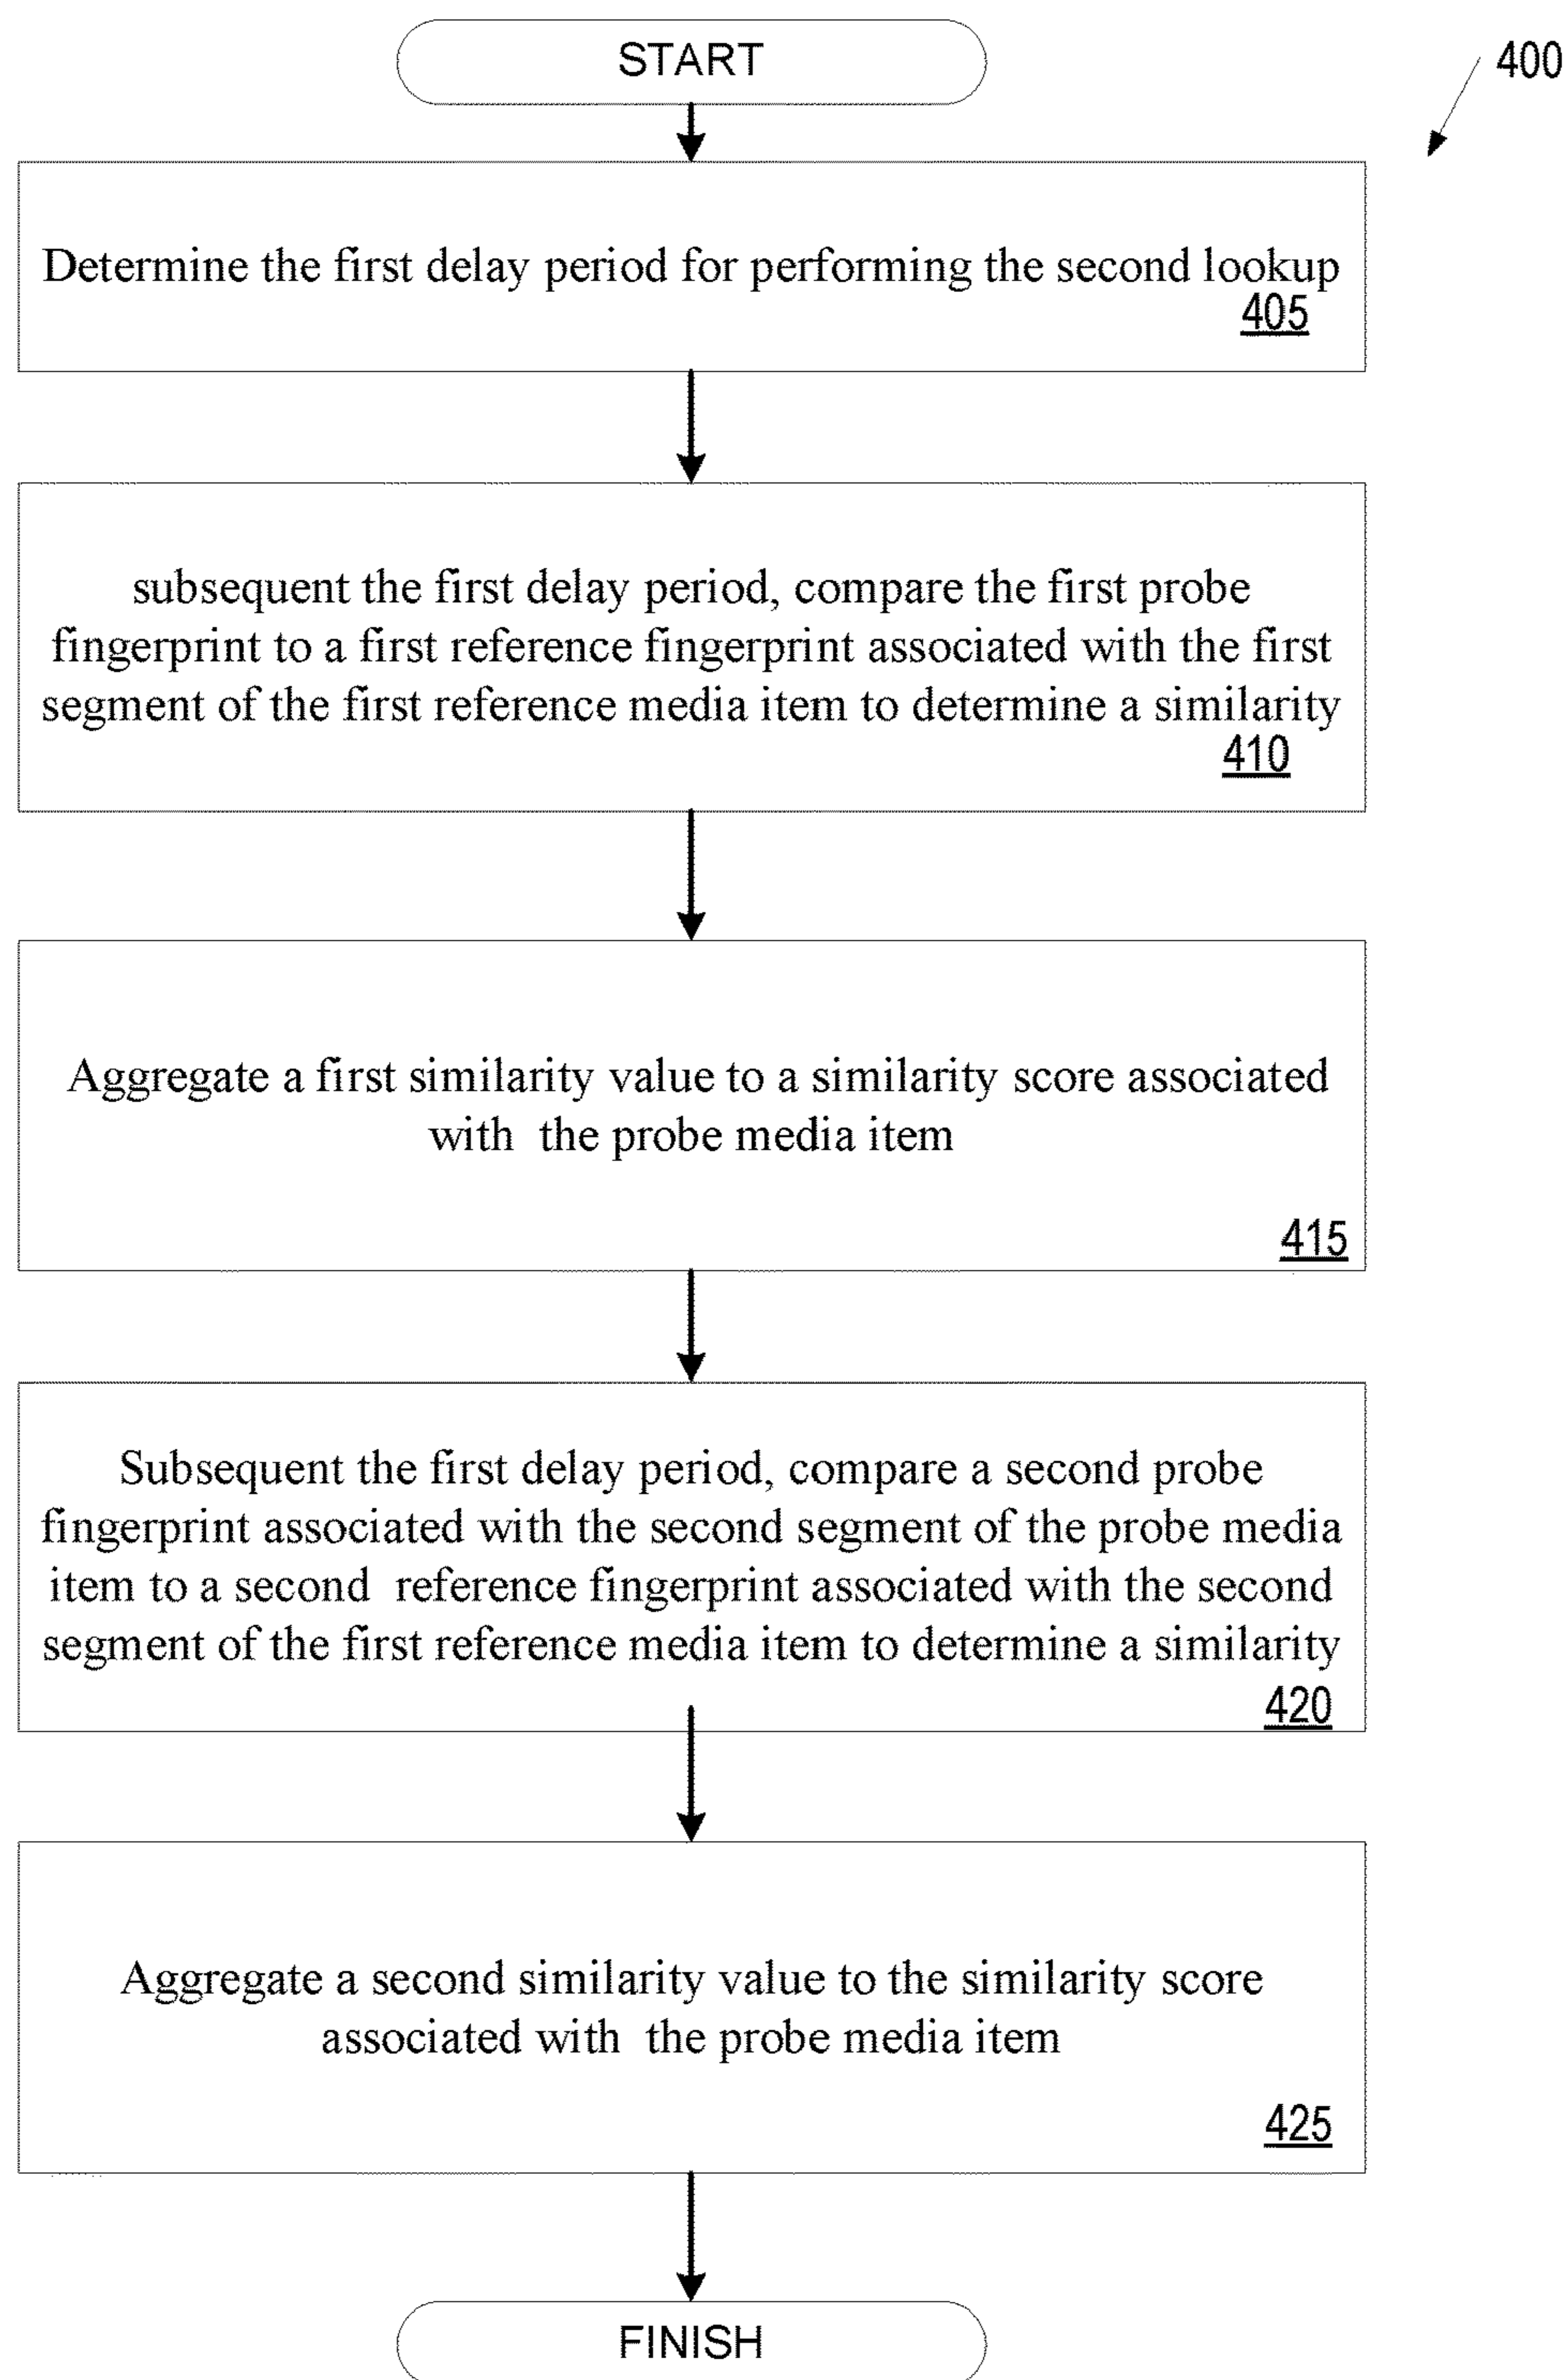 START
400
Determine the first delay period for performing the second lookup
405
subsequent the first delay period, compare the first probe
fingerprint to a first reference fingerprint associated with the first
segment of the first reference media item to determine a similarity
410
Aggregate a first similarity value to a similarity score associated
with the probe media item
415
Subsequent the first delay period, compare a second probe
fingerprint associated with the second segment of the probe media
item to a second reference fingerprint associated with the second
segment of the first reference media item to determine a similarity
420
Aggregate a second similarity value to the similarity score
associated with the probe media item
425
FINISH